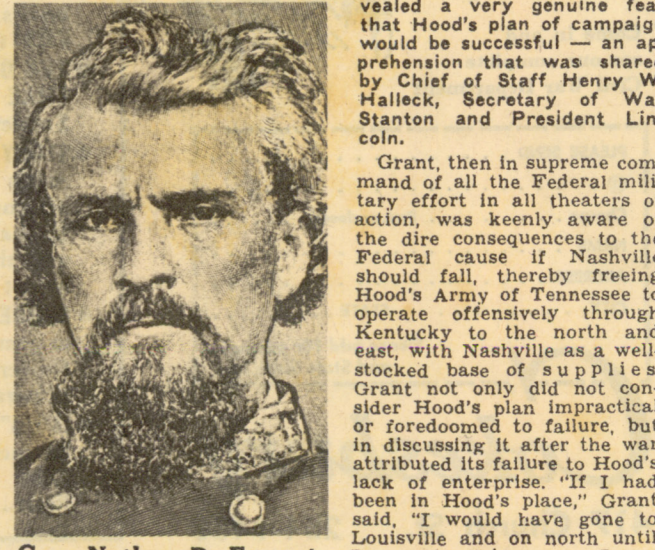 vealed a very genuine fea
that Hood's plan of campaig
would be successful — an ap
prehension that was share
by Chief of Staff Henry W
Halleck, Secretary of Wa
Stanton and President Lin
coln.
Grant, then in supreme com
mand of all the Federal mili
tary effort in all theaters o
action, was keenly aware o
the dire consequences to the
Federal cause if Nashville
should fall, thereby freeing
Hood's Army of Tennessee to
operate offensively through
Kentucky to the north and
east, with Nashville as a well-
stocked base of supplies
Grant not only did not con-
sider Hood's plan impractical
or foredoomed to failure, but
in discussing it after the war
attributed its failure to Hood's
lack of enterprise. "If I had
been in Hood's place," Grant
said, "I would have gone to
Louisville and on north until